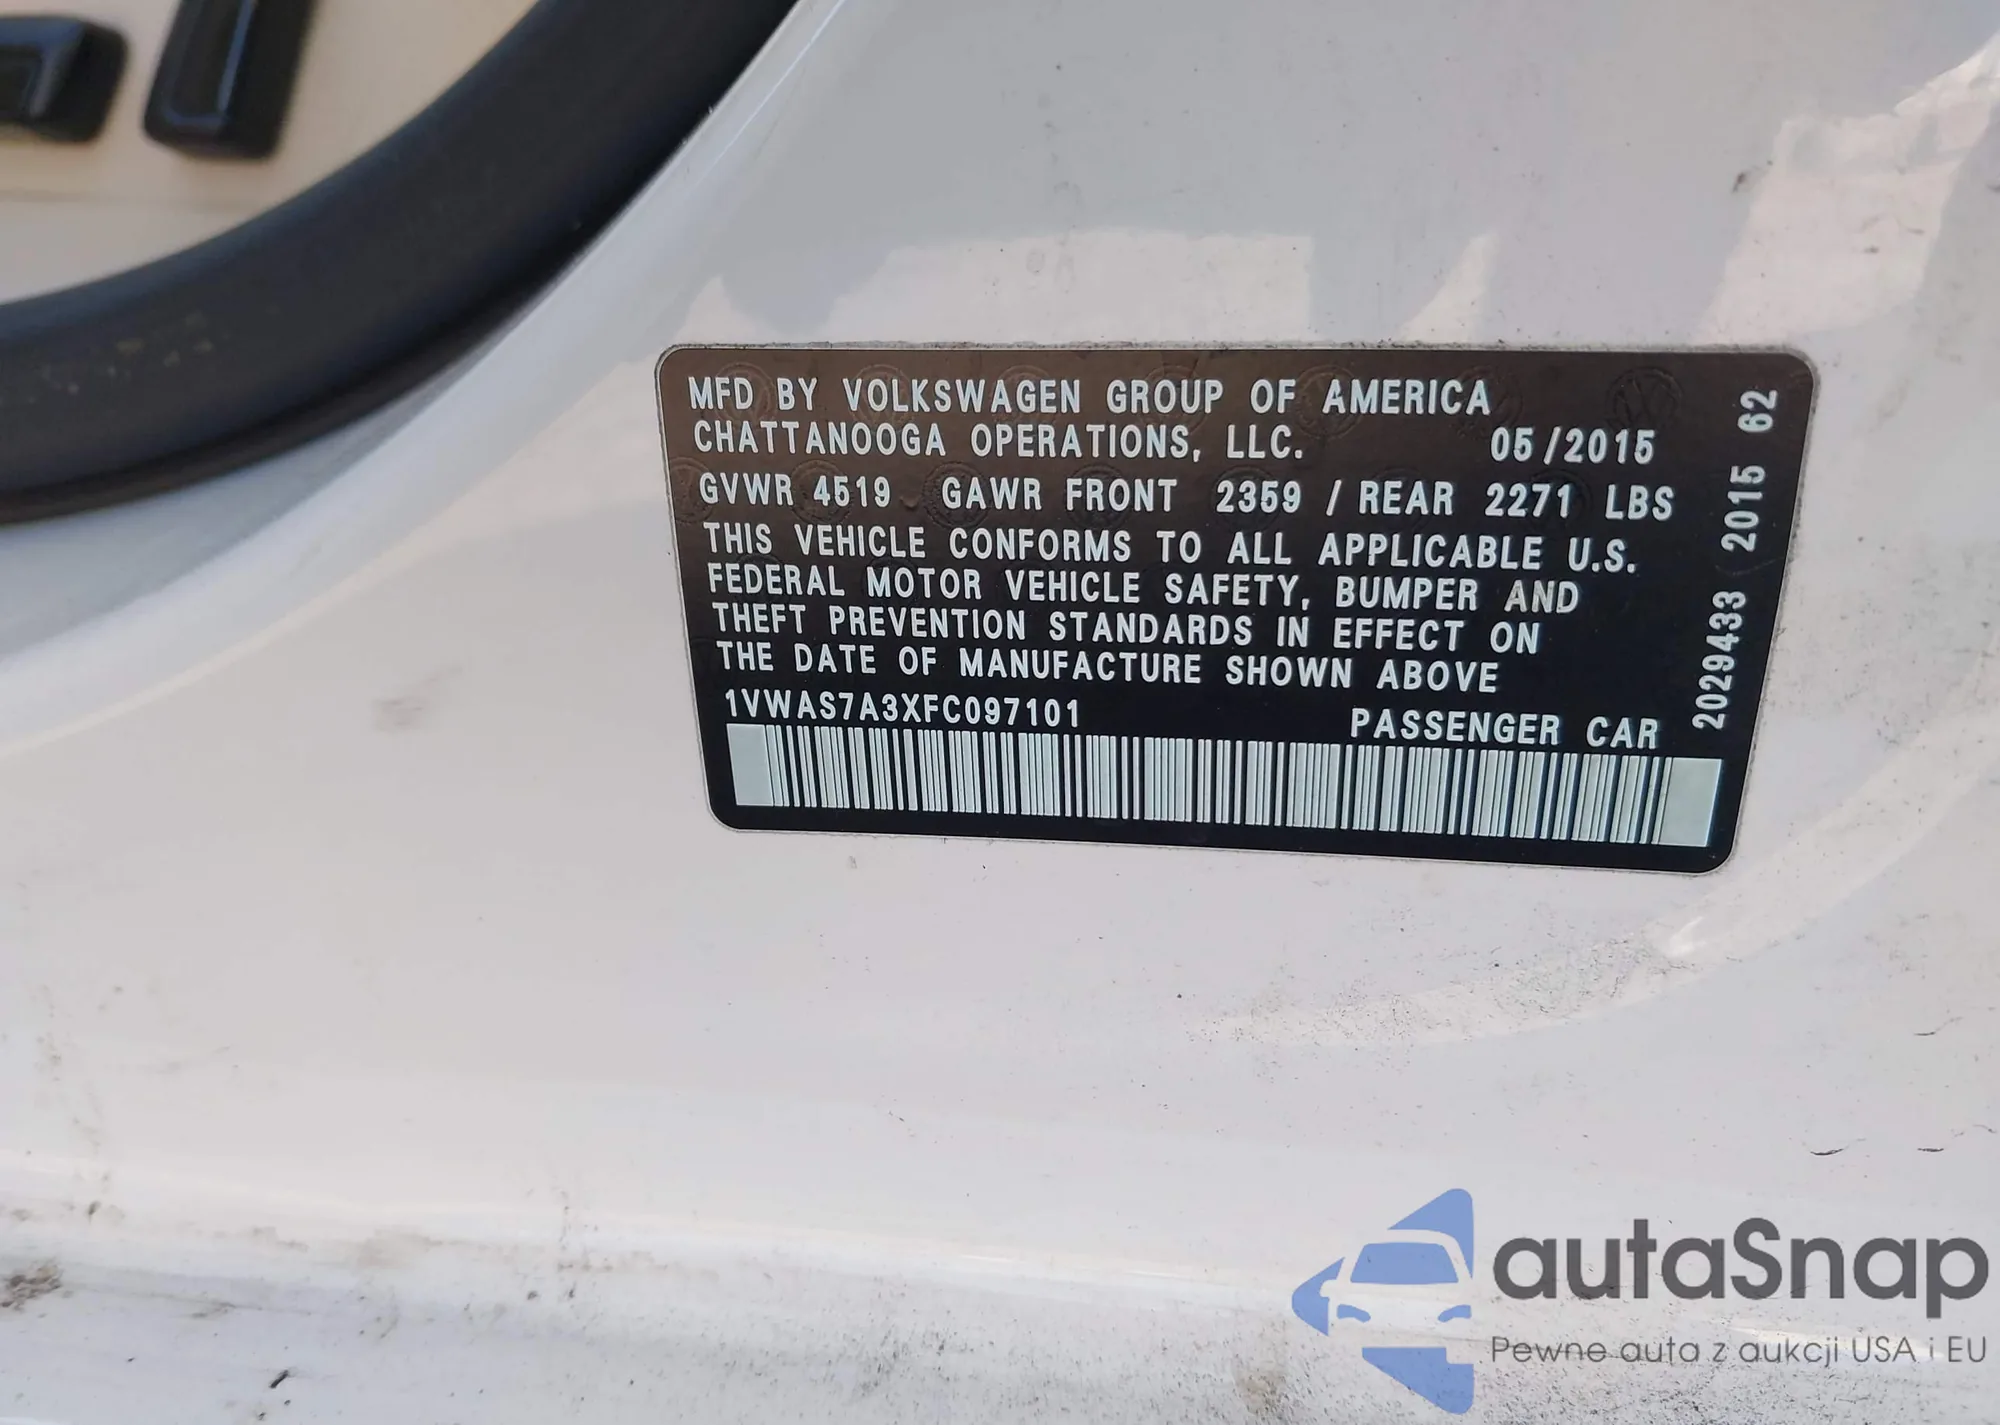 MFD BY VOLKSWAGEN GROUP OF AMERICA
CHATTANOOGA OPERATIONS, LLC. 05/2015
GVWR 4519 GAWR FRONT 2359 / REAR 2271 LBS
THIS VEHICLE CONFORMS TO ALL APPLICABLE U.S.
FEDERAL MOTOR VEHICLE SAFETY, BUMPER AND
THEFT PREVENTION STANDARDS IN EFFECT ON
THE DATE OF MANUFACTURE SHOWN ABOVE
1VWAS7A3XFC097101 PASSENGER CAR
2029433 2015 62
autaSnap
Pewne auta z aukcji USA i EU